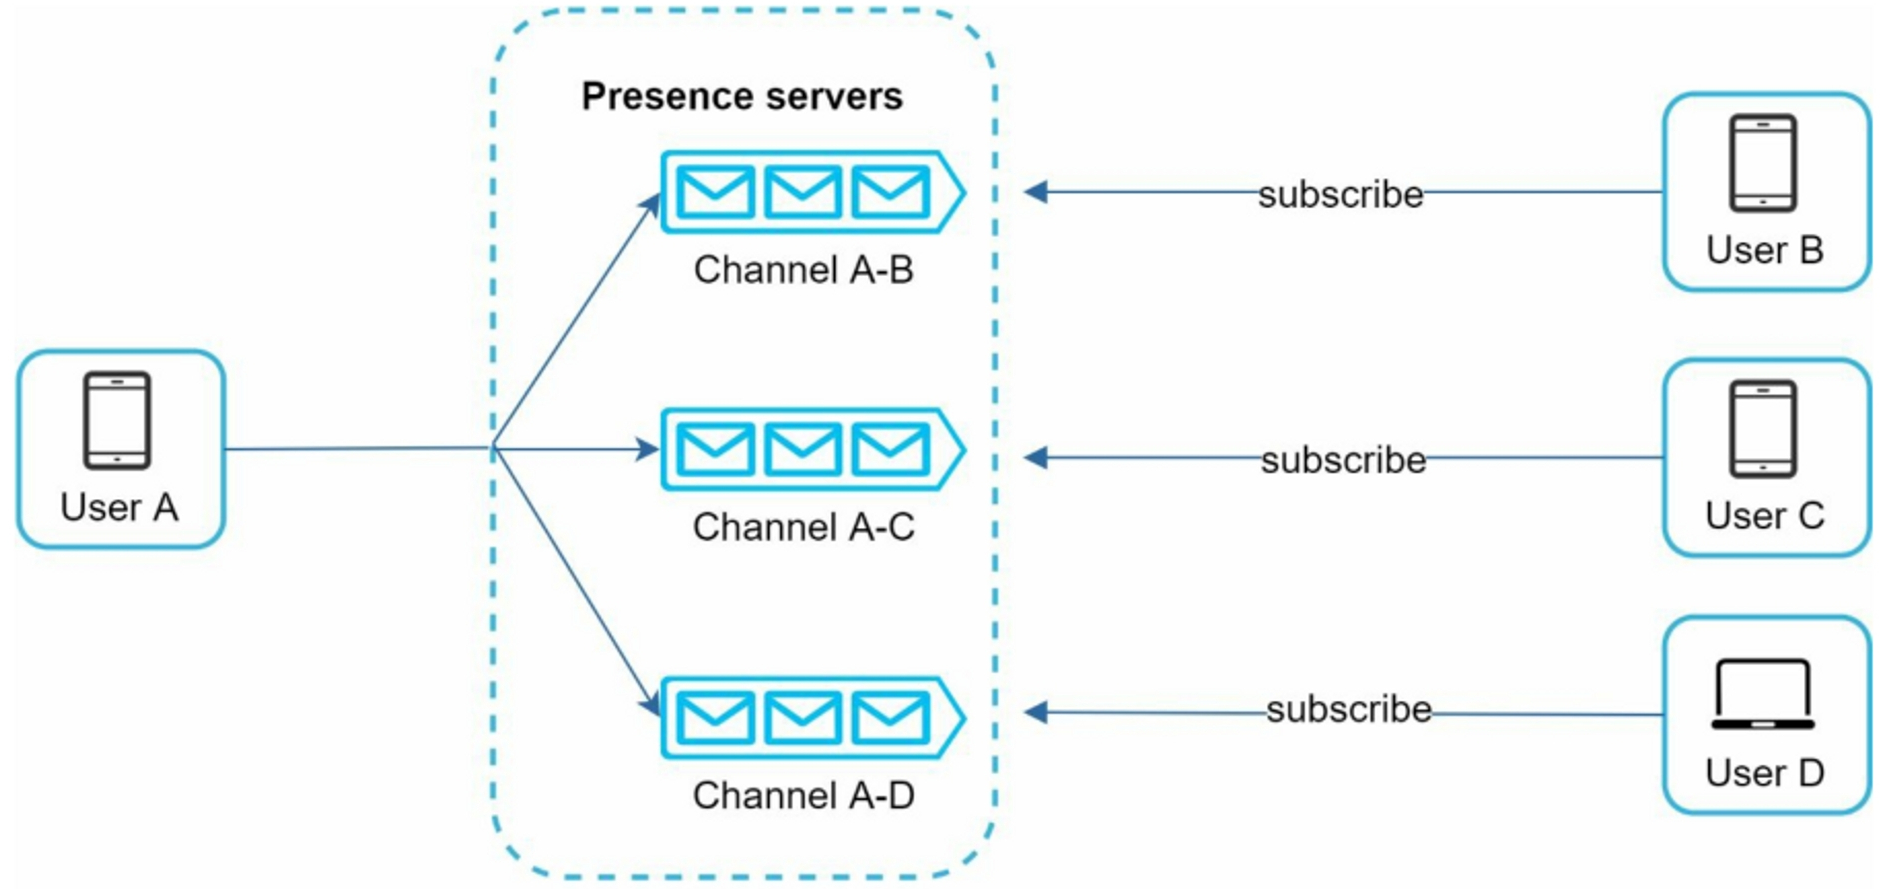 Presence servers
Channel A-B
subscribe
User B
User A
Channel A-C
subscribe
User C
Channel A-D
subscribe
User D